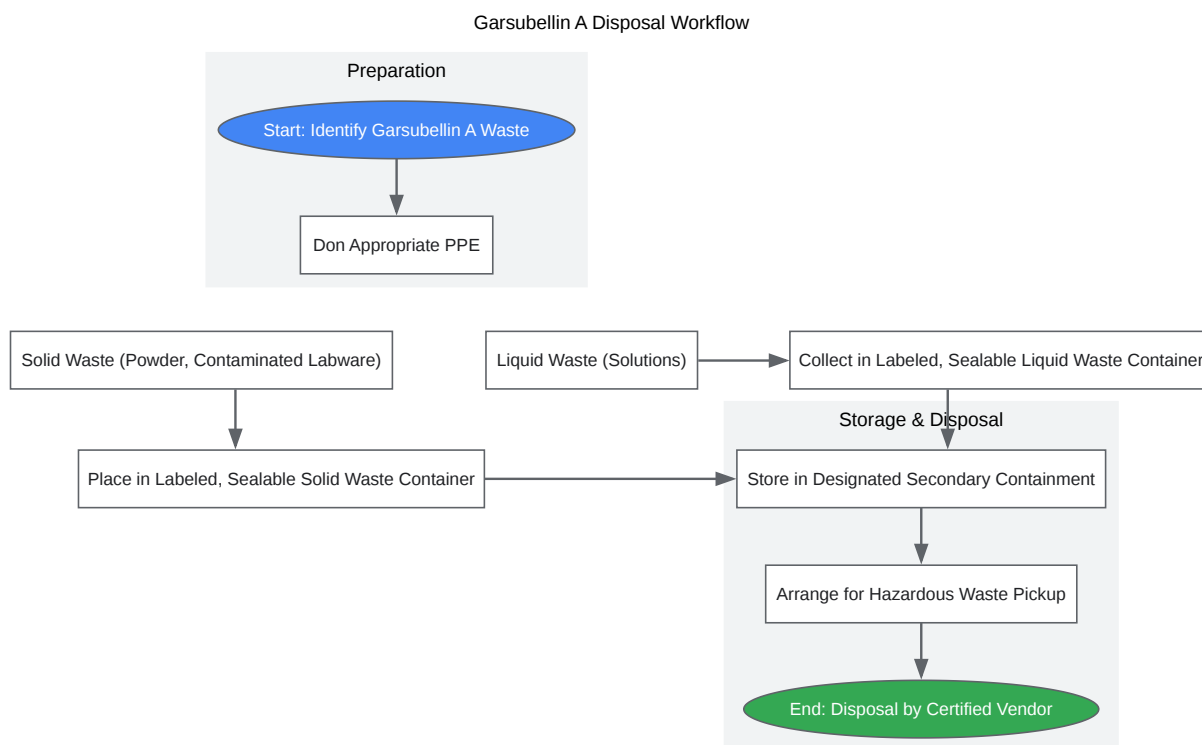 Garsubellin A Disposal Workflow
Preparation
Start: Identify Garsubellin A Waste
Don Appropriate PPE
Solid Waste (Powder, Contaminated Labware)
Liquid Waste (Solutions)
Collect in Labeled, Sealable Liquid Waste Container
Storage & Disposal
Place in Labeled, Sealable Solid Waste Container
Store in Designated Secondary Containment
Arrange for Hazardous Waste Pickup
End: Disposal by Certified Vendor